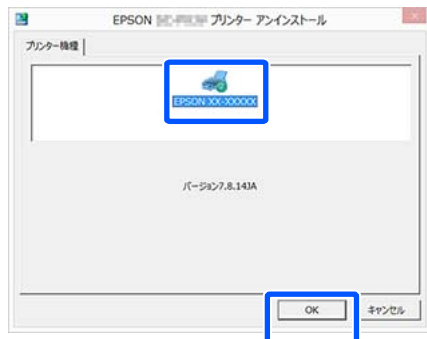 EPSON プリンター アンインストール
プリンター機種
EPSON XX-XXXXX
バージョン7.8.14JA
OK
キャンセル